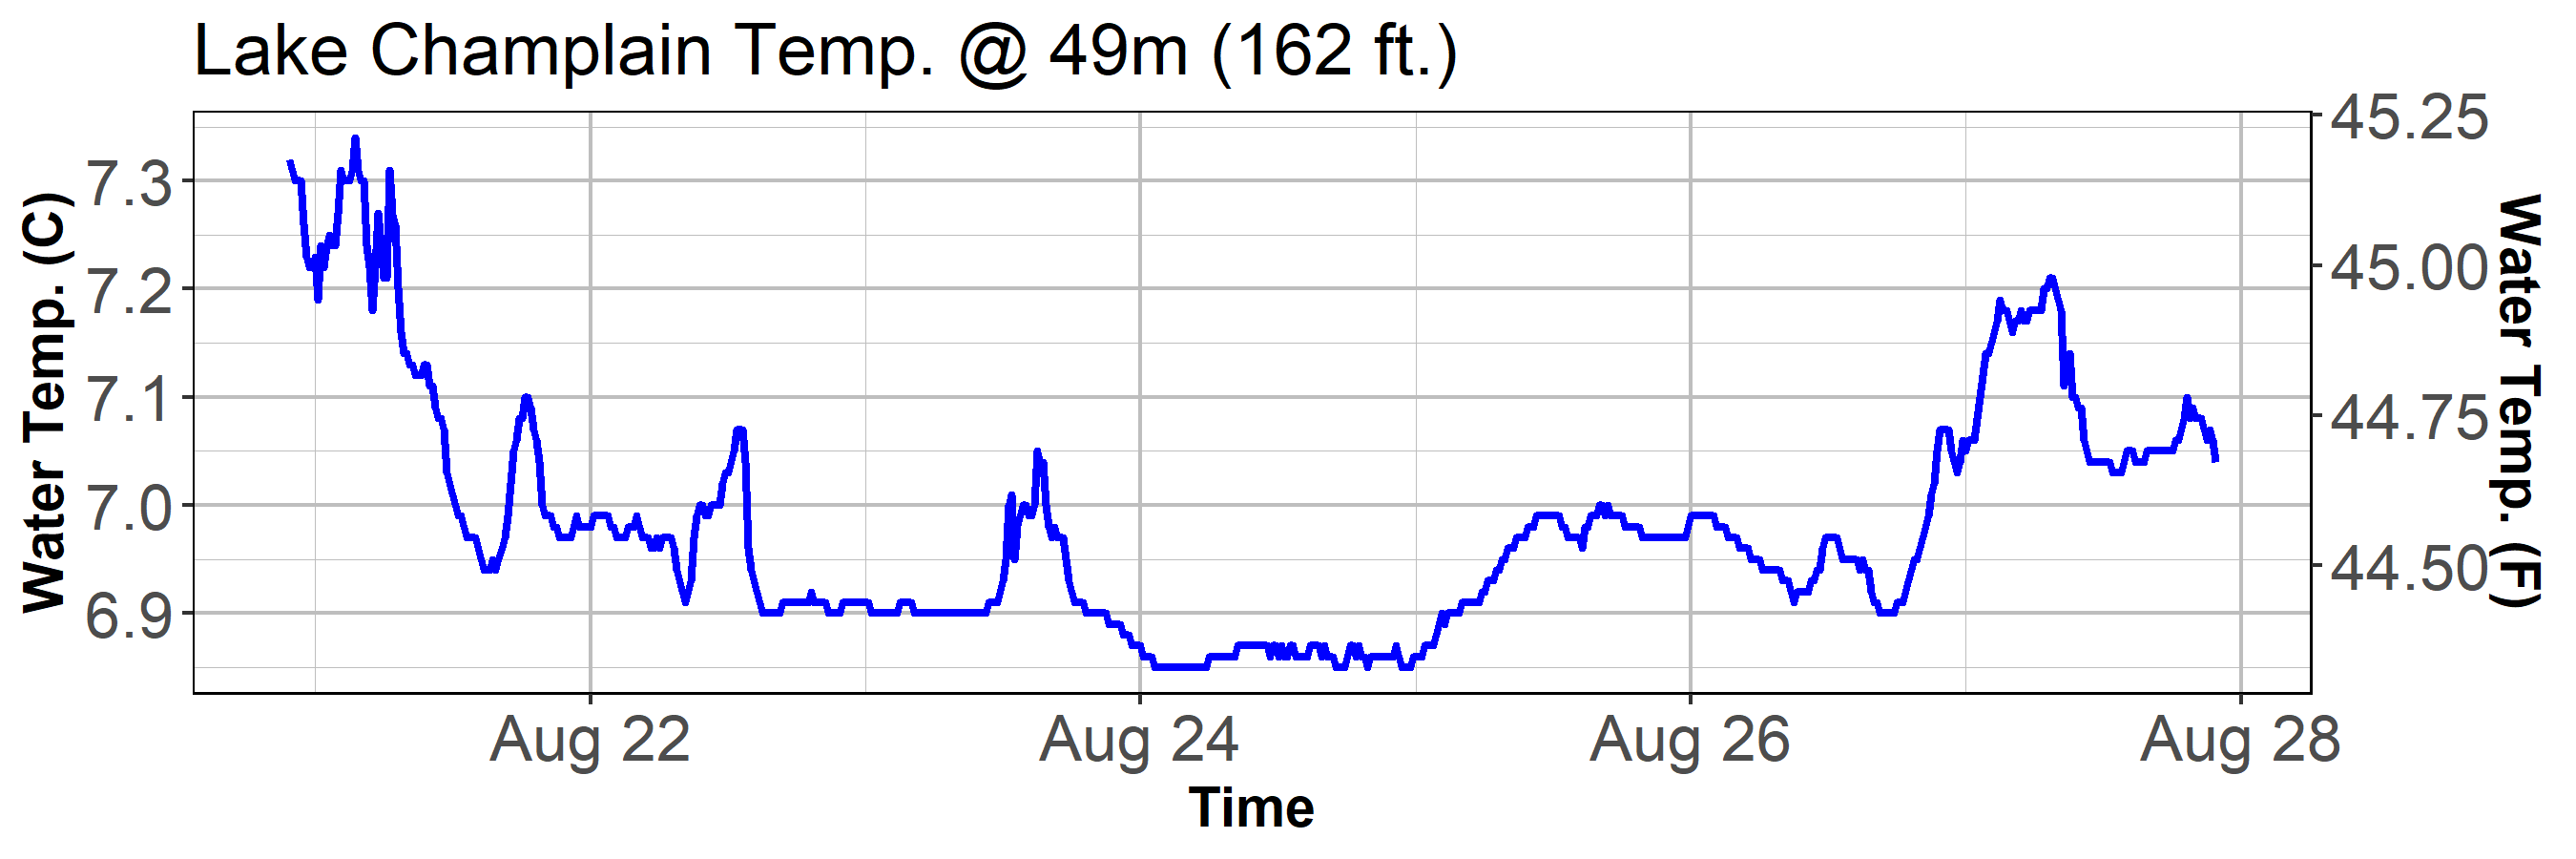 Lake Champlain Temp. @ 49m (162 ft.)
Water Temp. (C)
7.3
7.2
7.1
7.0
6.9
45.25
45.00
44.75
44.50
Water Temp. (F)
Aug 22
Aug 24
Aug 26
Aug 28
Time